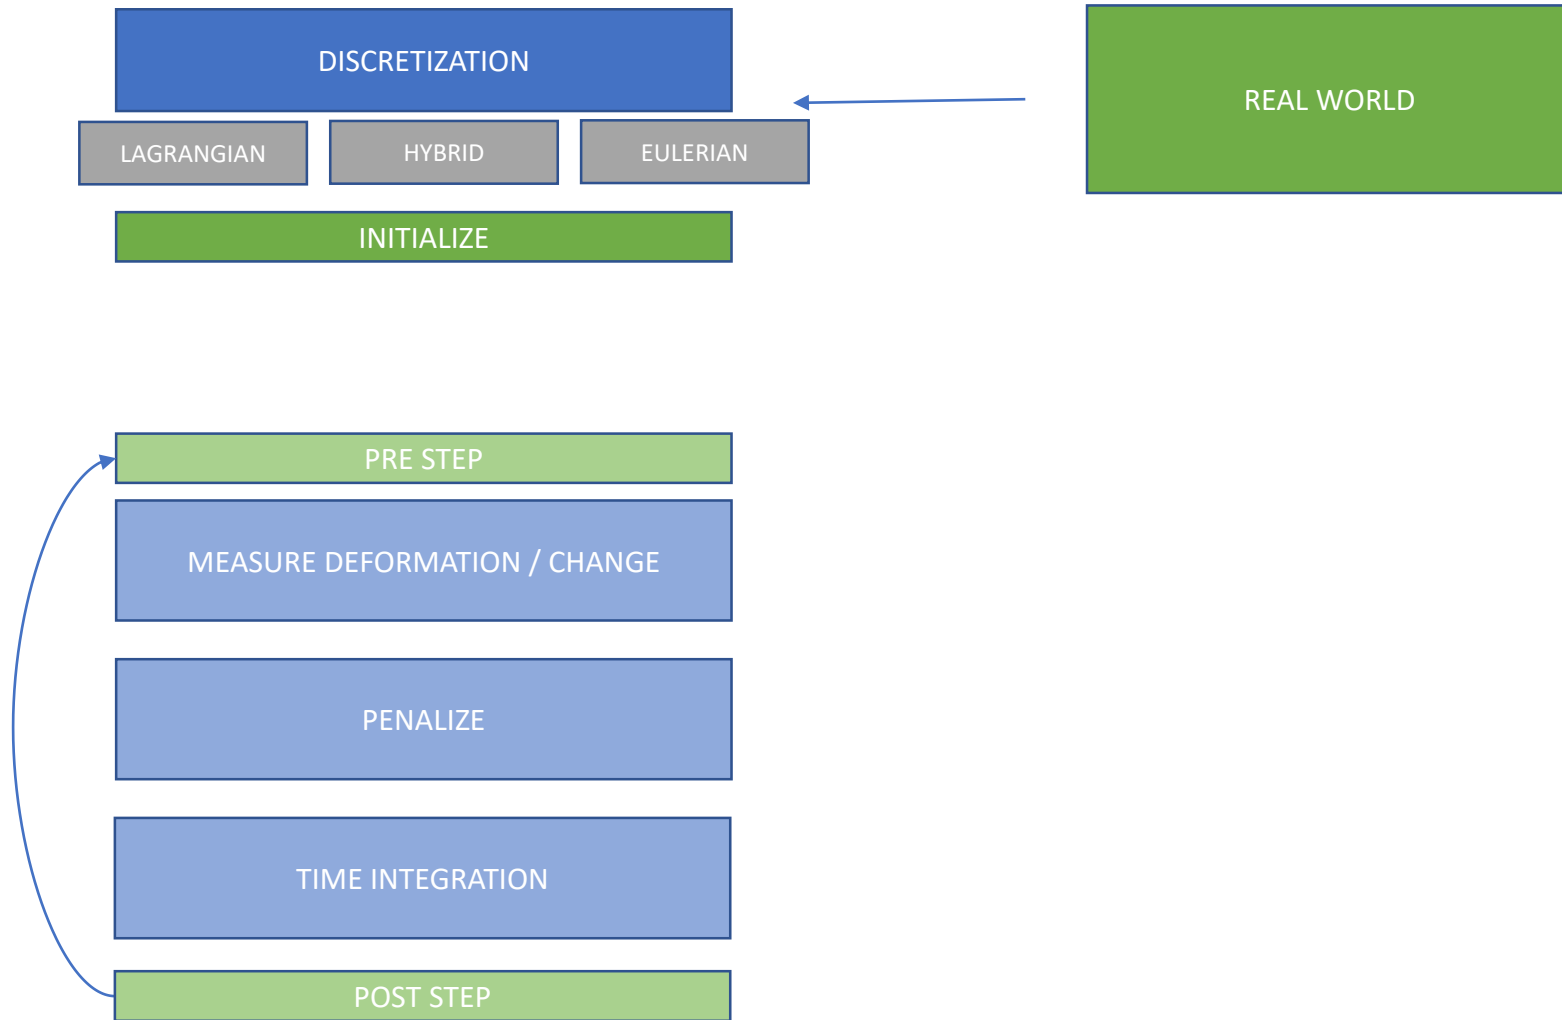 DISCRETIZATION
REAL WORLD
LAGRANGIAN
HYBRID
EULERIAN
INITIALIZE
PRE STEP
MEASURE DEFORMATION / CHANGE
PENALIZE
TIME INTEGRATION
POST STEP